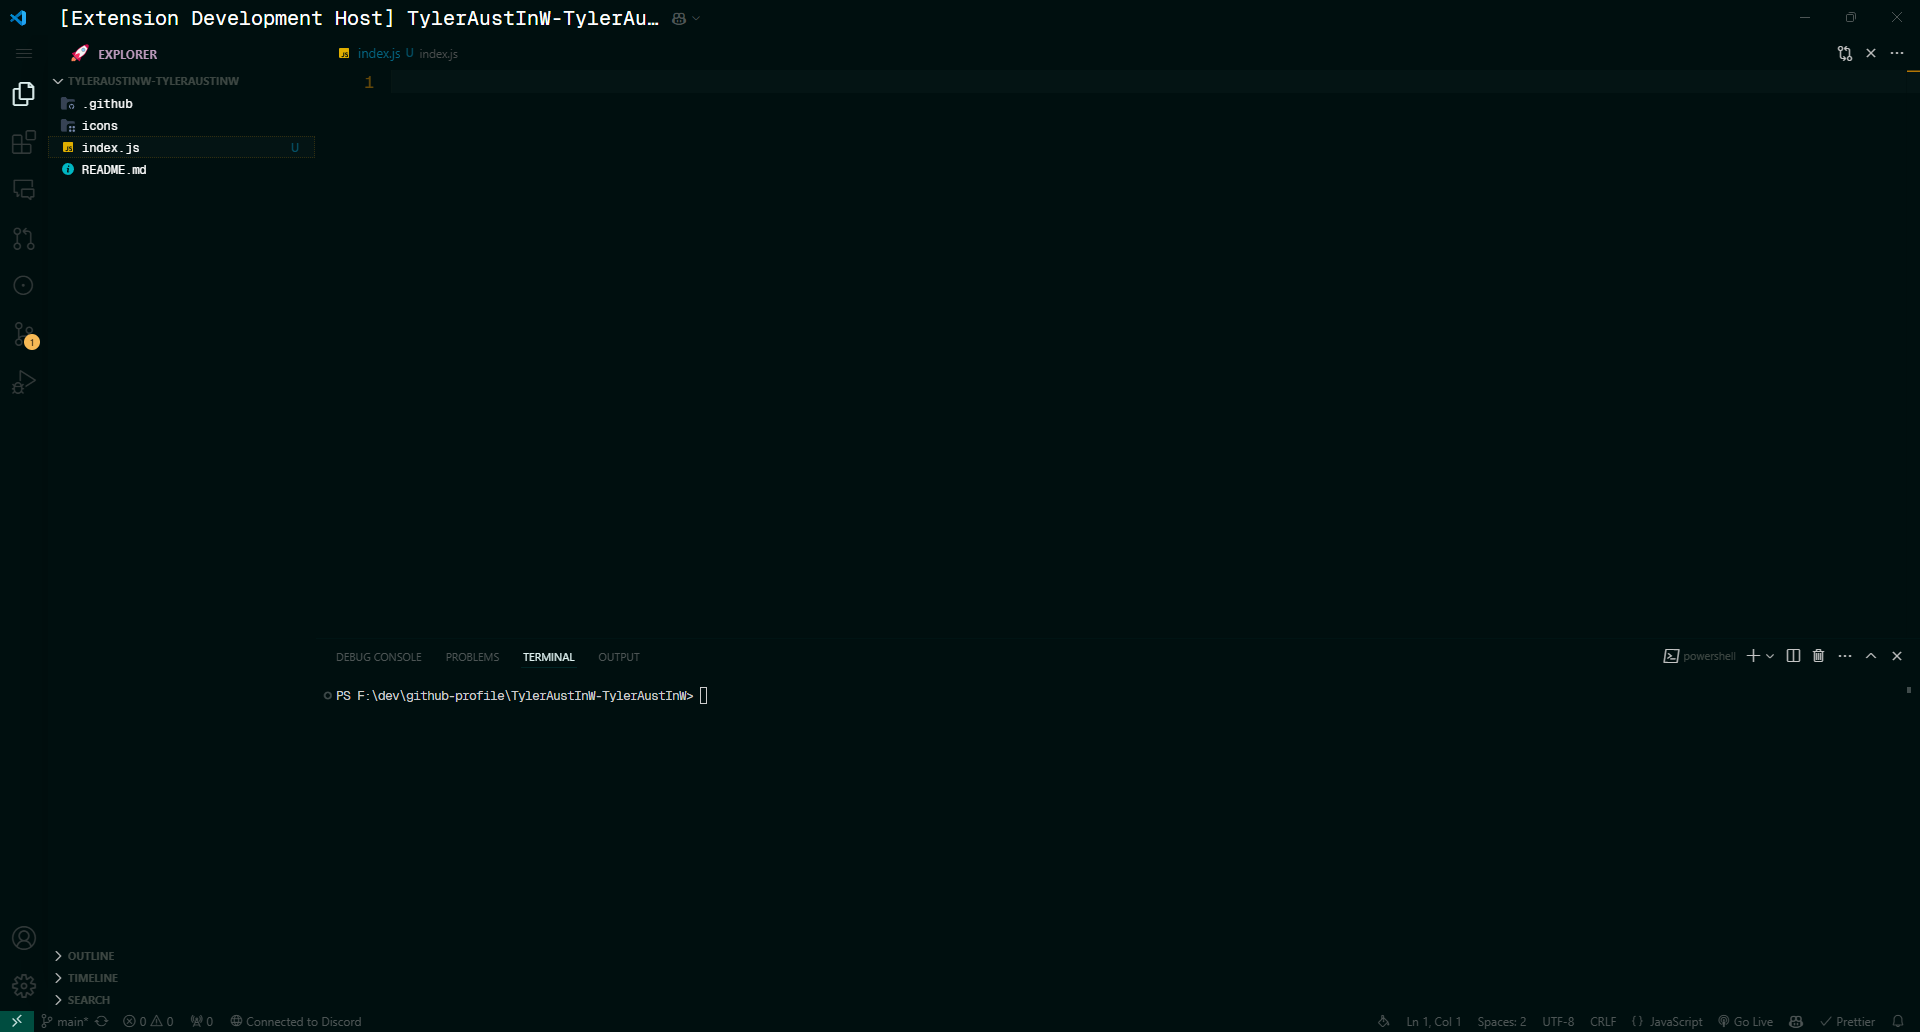 [Extension Development Host] TylerAustInW-TylerAu…
EXPLORER
index.js U index.js
TYLERAUSTINW-TYLERAUSTINW
1
.github
icons
index.js U
README.md
1
DEBUG CONSOLE PROBLEMS TERMINAL OUTPUT
powershell
PS F:\dev\github-profile\TylerAustInW-TylerAustInW>
OUTLINE
TIMELINE
SEARCH
main* 0 0 0 Connected to Discord
Ln 1, Col 1 Spaces: 2 UTF-8 CRLF {} JavaScript Go Live Prettier